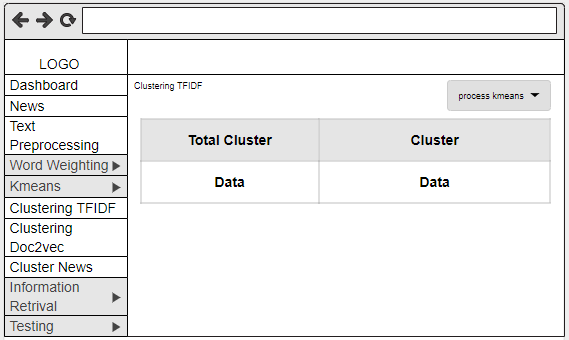 LOGO
Dashboard
News
Text
Preprocessing
Word Weighting
Kmeans
Clustering TFIDF
Clustering
Doc2vec
Cluster News
Information
Retrival
Testing
Clustering TFIDF
process kmeans
Total Cluster Cluster
Data Data